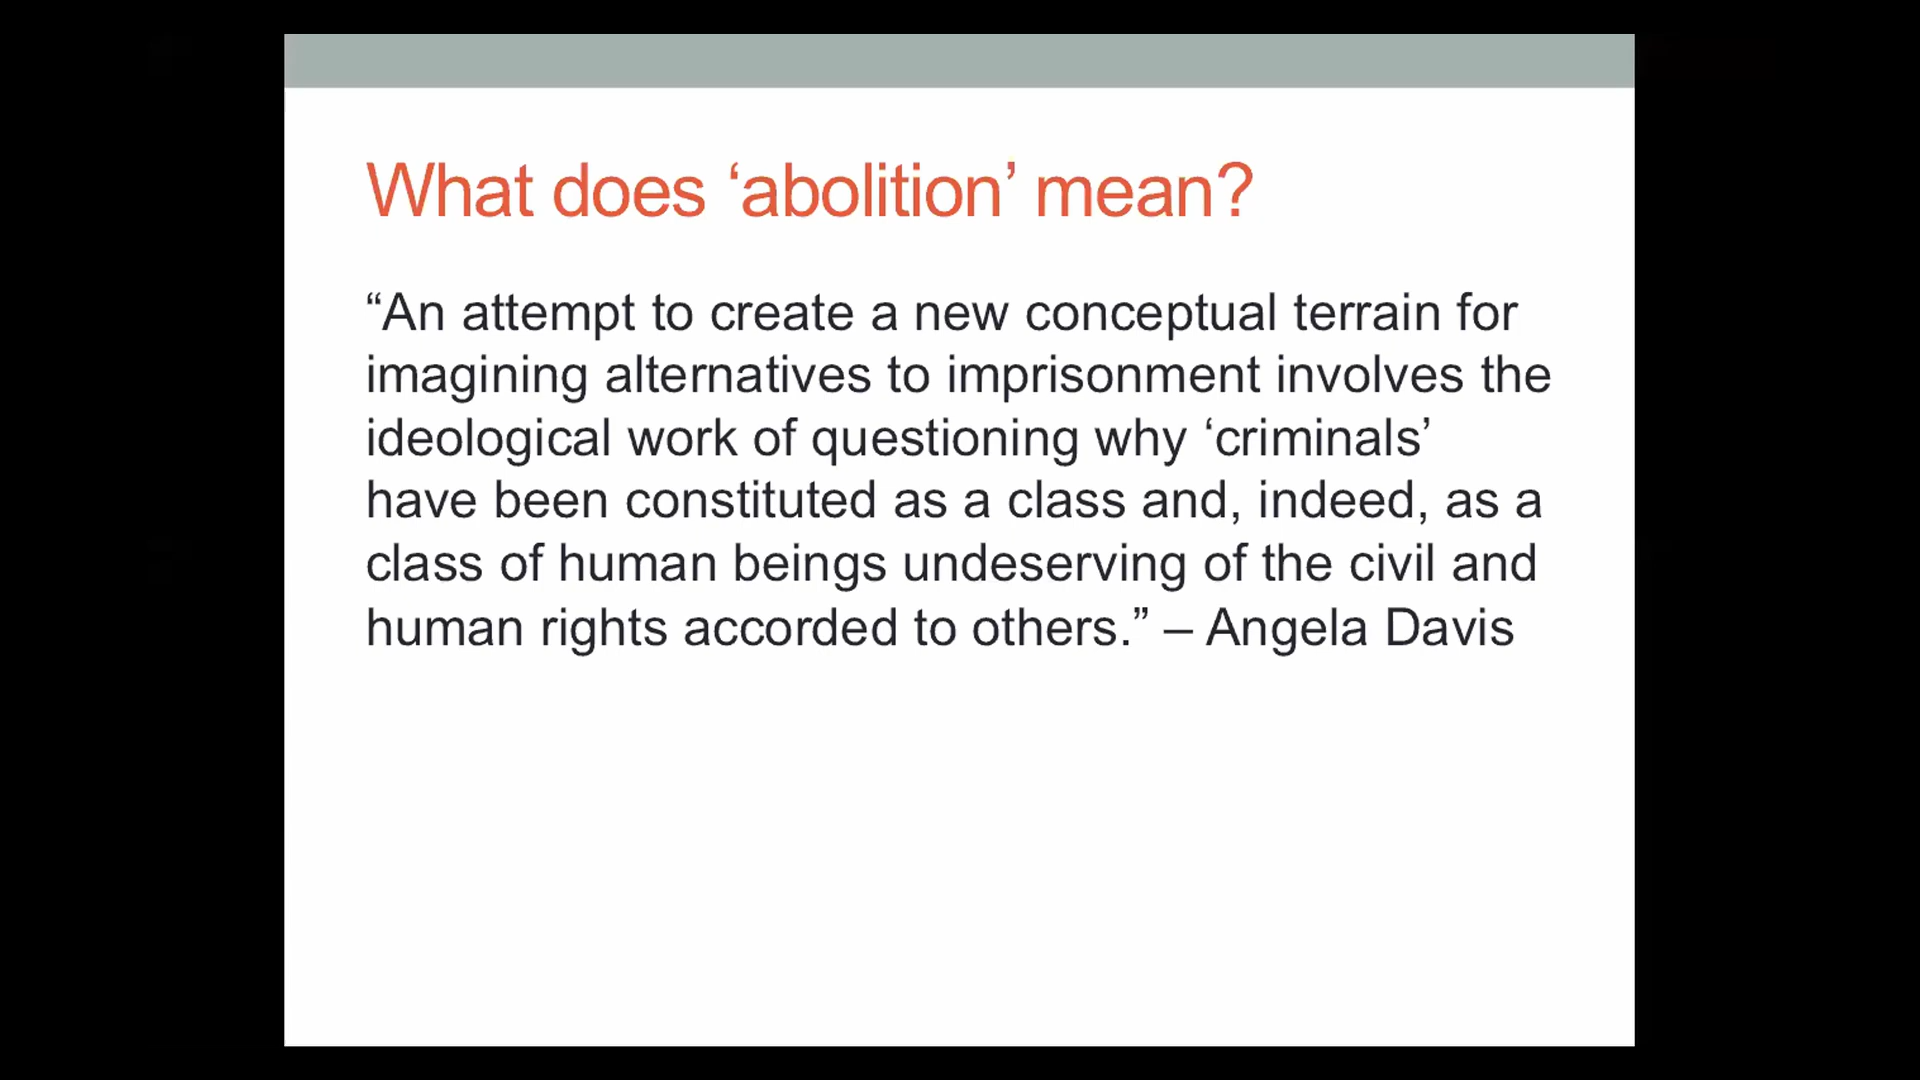 What does ‘abolition’ mean?
“An attempt to create a new conceptual terrain for
imagining alternatives to imprisonment involves the
ideological work of questioning why ‘criminals’
have been constituted as a class and, indeed, as a
class of human beings undeserving of the civil and
human rights accorded to others.” – Angela Davis